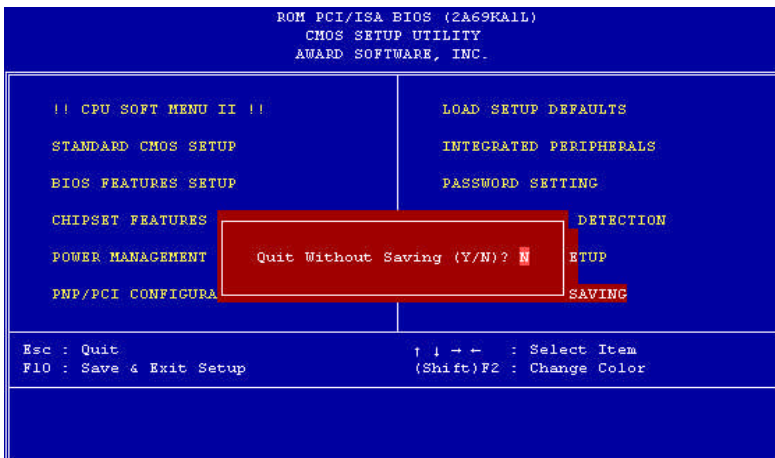 ROM PCI/ISA BIOS (2A69KA1L)
CMOS SETUP UTILITY
AWARD SOFTWARE, INC.
!! CPU SOFT MENU II !!
STANDARD CMOS SETUP
BIOS FEATURES SETUP
CHIPSET FEATURES
POWER MANAGEMENT
PNP/PCI CONFIGURA
LOAD SETUP DEFAULTS
INTEGRATED PERIPHERALS
PASSWORD SETTING
DETECTION
ETUP
SAVING
Quit Without Saving (Y/N)? N
Esc : Quit
F10 : Save & Exit Setup
↑ ↓ → ← : Select Item
(Shift)F2 : Change Color